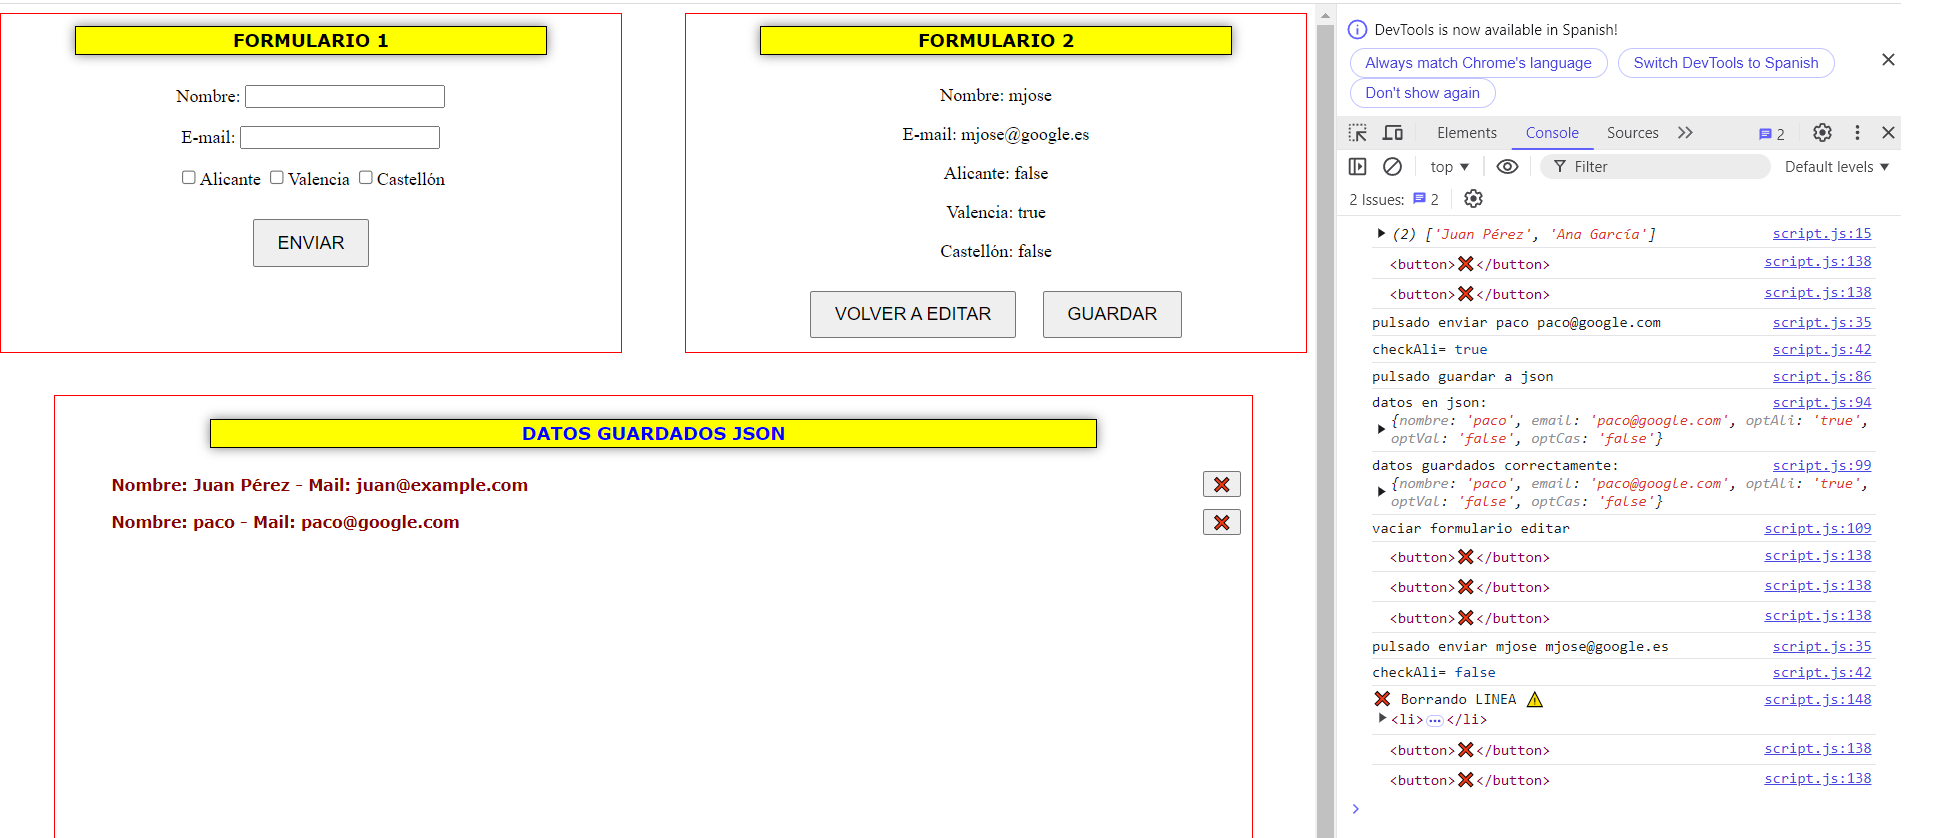 FORMULARIO 1
Nombre:
E-mail:
Alicante Valencia Castellón
ENVIAR
FORMULARIO 2
Nombre: mjose
E-mail: mjose@google.es
Alicante: false
Valencia: true
Castellón: false
VOLVER A EDITAR GUARDAR
DATOS GUARDADOS JSON
Nombre: Juan Pérez - Mail: juan@example.com
Nombre: paco - Mail: paco@google.com
DevTools is now available in Spanish!
Always match Chrome's language Switch DevTools to Spanish
Don't show again
Elements Console Sources 2
top Filter Default levels
2 Issues: 2
(2) ['Juan Pérez', 'Ana García'] script.js:15
<button>❌</button> script.js:138
<button>❌</button> script.js:138
pulsado enviar paco paco@google.com script.js:35
checkAli= true script.js:42
pulsado guardar a json script.js:86
datos en json: script.js:94
{nombre: 'paco', email: 'paco@google.com', optAli: 'true',
optVal: 'false', optCas: 'false'}
datos guardados correctamente: script.js:99
{nombre: 'paco', email: 'paco@google.com', optAli: 'true',
optVal: 'false', optCas: 'false'}
vaciar formulario editar script.js:109
<button>❌</button> script.js:138
<button>❌</button> script.js:138
<button>❌</button> script.js:138
pulsado enviar mjose mjose@google.es script.js:35
checkAli= false script.js:42
❌ Borrando LINEA ⚠ script.js:148
<li>…</li>
<button>❌</button> script.js:138
<button>❌</button> script.js:138